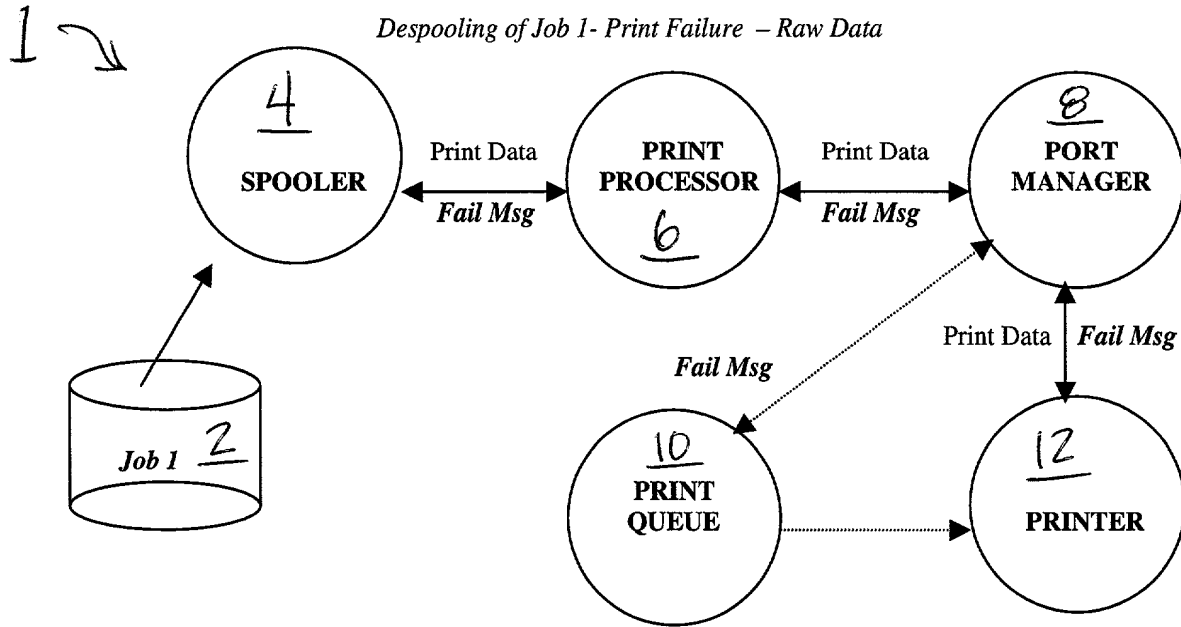 1
Despooling of Job 1- Print Failure – Raw Data
4
SPOOLER
Print Data
Fail Msg
PRINT
PROCESSOR
6
Print Data
Fail Msg
8
PORT
MANAGER
Print Data
Fail Msg
Fail Msg
Job 1
2
10
PRINT
QUEUE
12
PRINTER